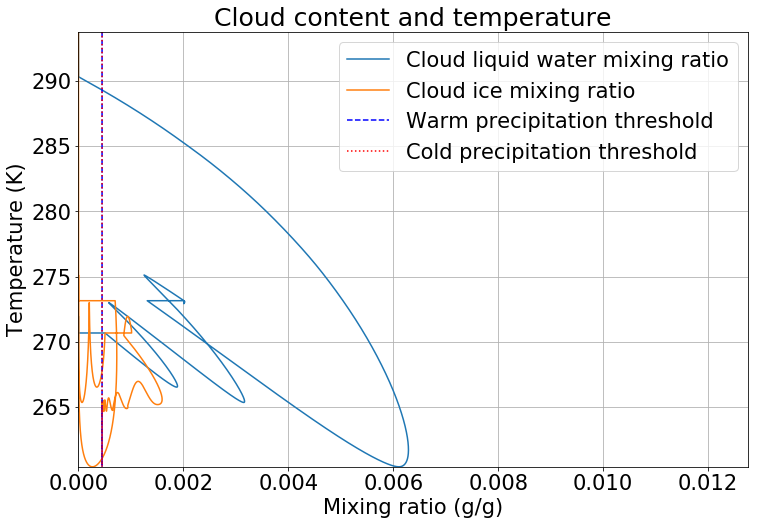 Cloud content and temperature
Cloud liquid water mixing ratio
Cloud ice mixing ratio
Warm precipitation threshold
Cold precipitation threshold
Temperature (K)
290
285
280
275
270
265
0.000 0.002 0.004 0.006 0.008 0.010 0.012
Mixing ratio (g/g)